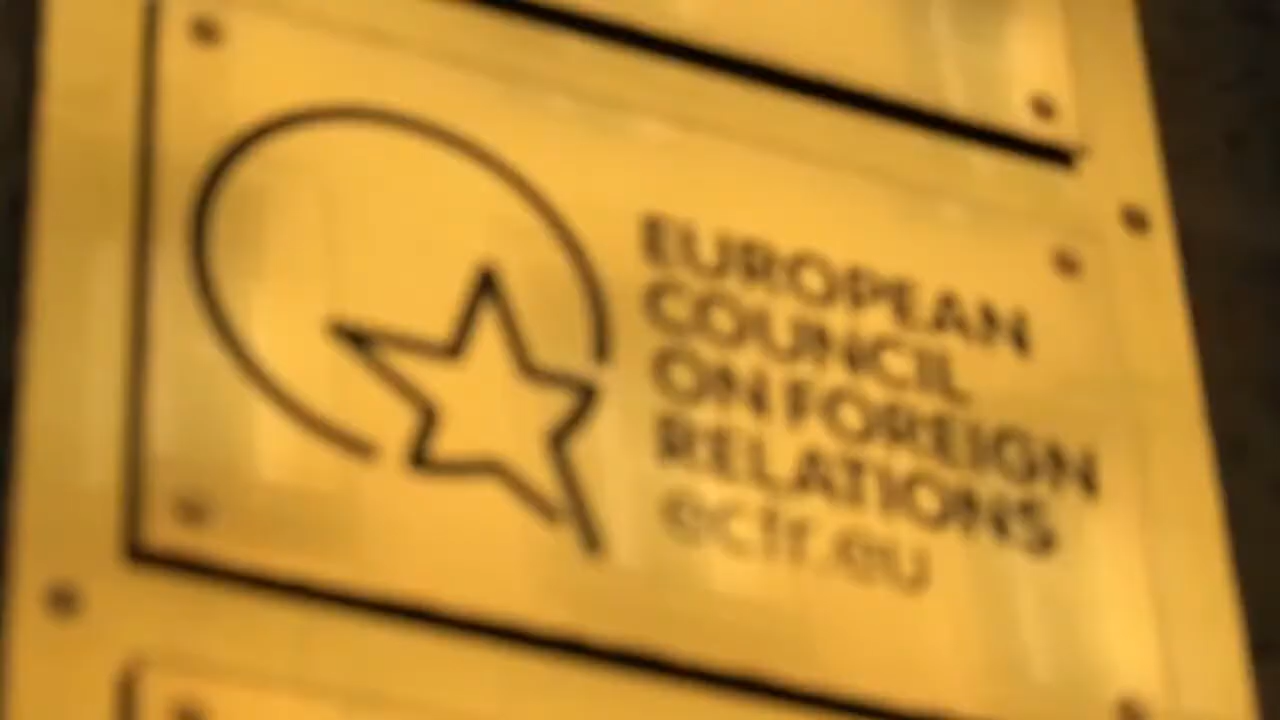 EUROPEAN
COUNCIL
ON FOREIGN
RELATIONS
ecfr.eu